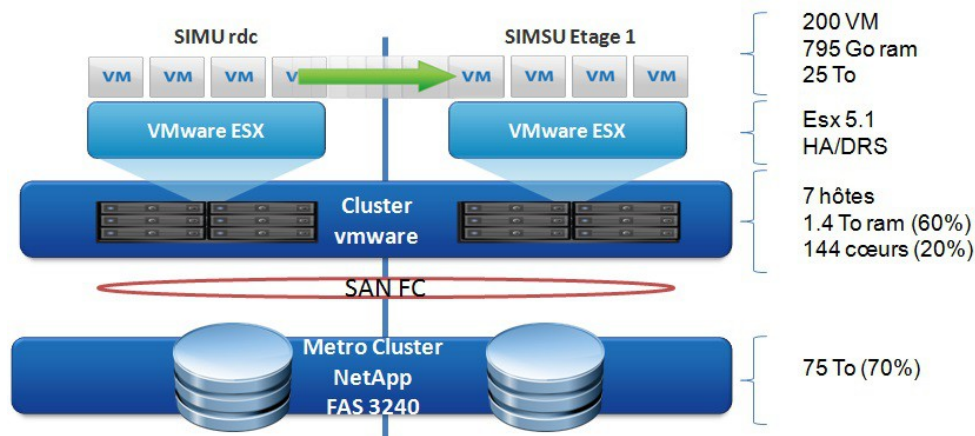 SIMU rdc
SIMSU Etage 1
VM VM VM V VM VM VM VM
VMware ESX
VMware ESX
Cluster
vmware
SAN FC
Metro Cluster
NetApp
FAS 3240
200 VM
795 Go ram
25 To
Esx 5.1
HA/DRS
7 hôtes
1.4 To ram (60%)
144 cœurs (20%)
75 To (70%)